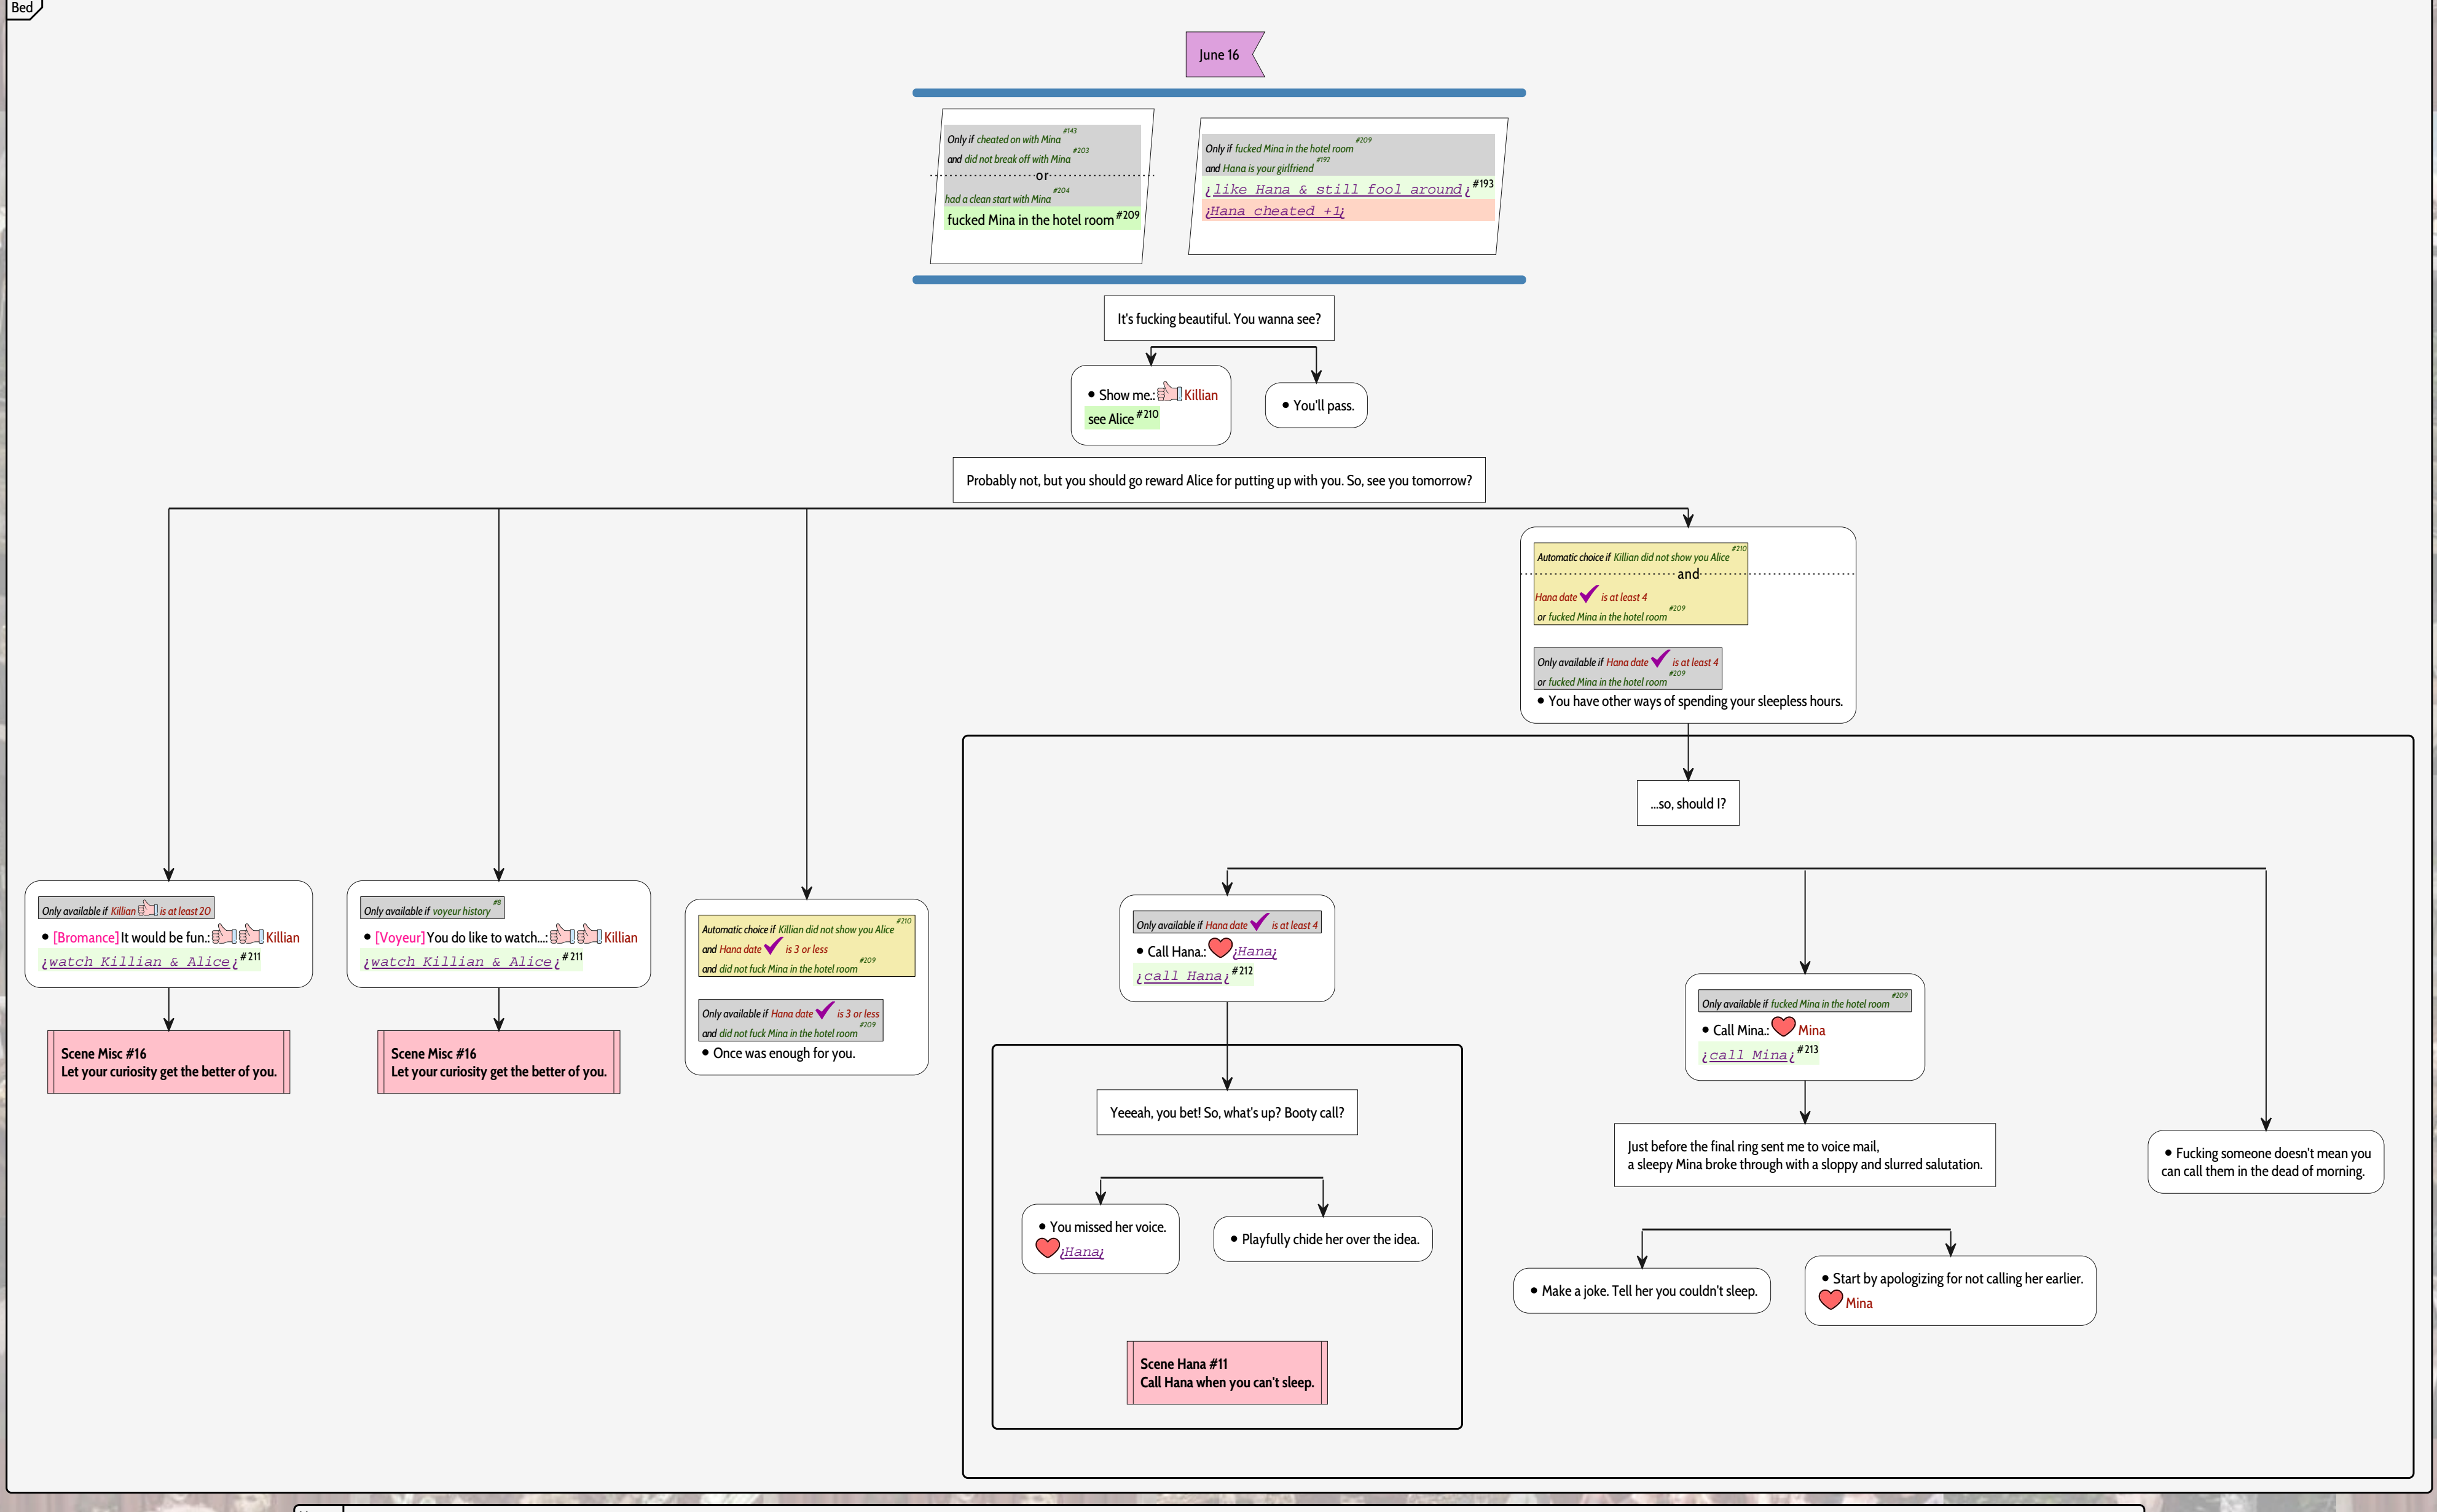 Bed
June 16
Only if cheated on with Mina #143
and did not break off with Mina #203
or
had a clean start with Mina #204
fucked Mina in the hotel room #209
Only if fucked Mina in the hotel room #209
and Hana is your girlfriend #192
¿like Hana & still fool around¿ #193
¿Hana cheated +1¿
It's fucking beautiful. You wanna see?
• Show me.: Killian
see Alice #210
• You'll pass.
Probably not, but you should go reward Alice for putting up with you. So, see you tomorrow?
Automatic choice if Killian did not show you Alice #210
and
Hana date ✔ is at least 4
or fucked Mina in the hotel room #209
Only available if Hana date ✔ is at least 4
or fucked Mina in the hotel room #209
• You have other ways of spending your sleepless hours.
...so, should I?
Only available if Killian is at least 20
• [Bromance] It would be fun.: Killian
¿watch Killian & Alice¿ #211
Scene Misc #16
Let your curiosity get the better of you.
Only available if voyeur history #8
• [Voyeur] You do like to watch...: Killian
¿watch Killian & Alice¿ #211
Scene Misc #16
Let your curiosity get the better of you.
Automatic choice if Killian did not show you Alice #210
and Hana date ✔ is 3 or less
and did not fuck Mina in the hotel room #209
Only available if Hana date ✔ is 3 or less
and did not fuck Mina in the hotel room #209
• Once was enough for you.
Only available if Hana date ✔ is at least 4
• Call Hana.: ¿Hana¿
¿call Hana¿ #212
Yeeeah, you bet! So, what's up? Booty call?
• You missed her voice.
¿Hana¿
• Playfully chide her over the idea.
Scene Hana #11
Call Hana when you can't sleep.
Only available if fucked Mina in the hotel room #209
• Call Mina.: Mina
¿call Mina¿ #213
Just before the final ring sent me to voice mail,
a sleepy Mina broke through with a sloppy and slurred salutation.
• Make a joke. Tell her you couldn't sleep.
• Start by apologizing for not calling her earlier.
Mina
• Fucking someone doesn't mean you
can call them in the dead of morning.